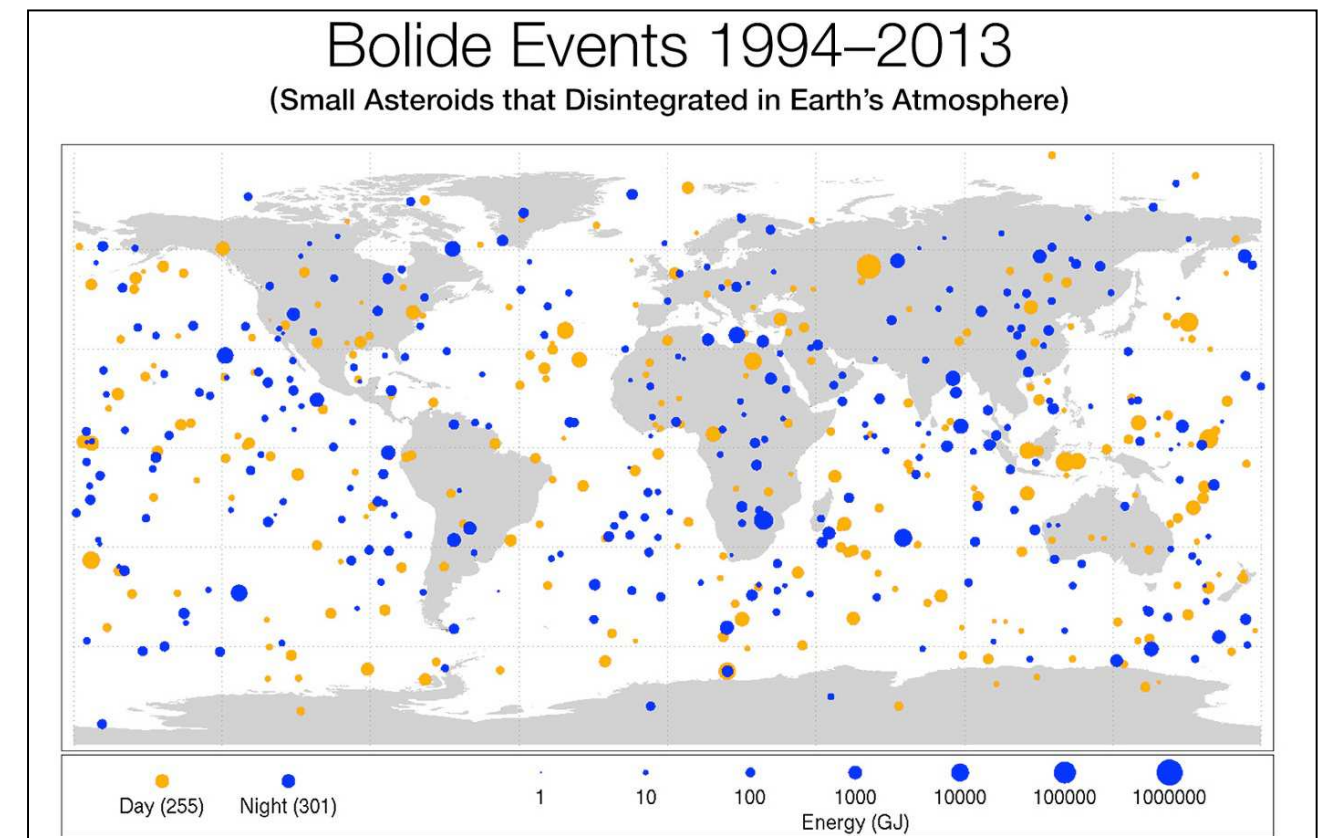 Bolide Events 1994–2013
(Small Asteroids that Disintegrated in Earth's Atmosphere)
Day (255) Night (301) 1 10 100 1000 10000 100000 1000000
Energy (GJ)